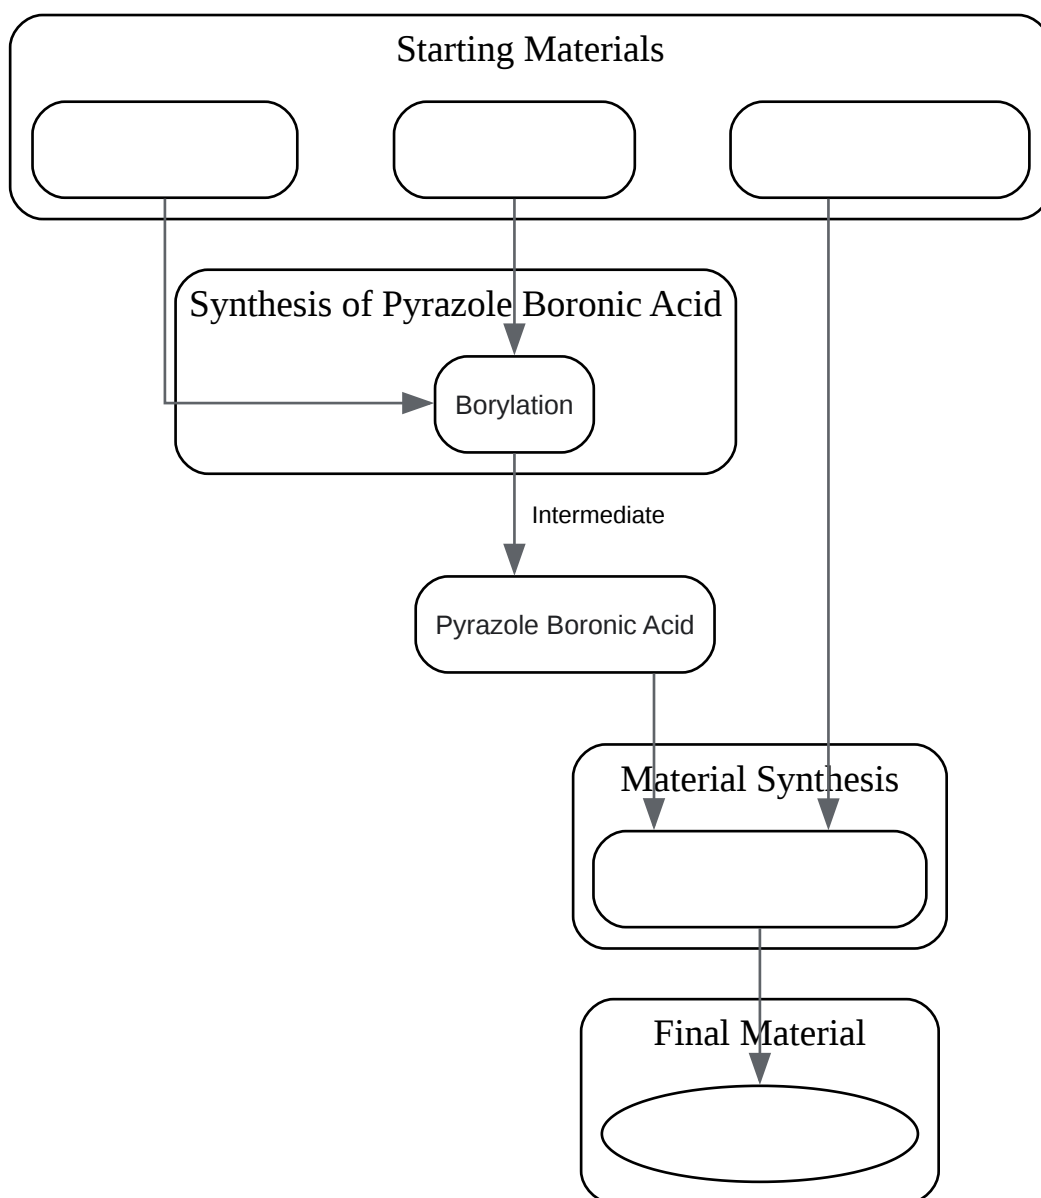 Starting Materials
Synthesis of Pyrazole Boronic Acid
Borylation
Intermediate
Pyrazole Boronic Acid
Material Synthesis
Final Material